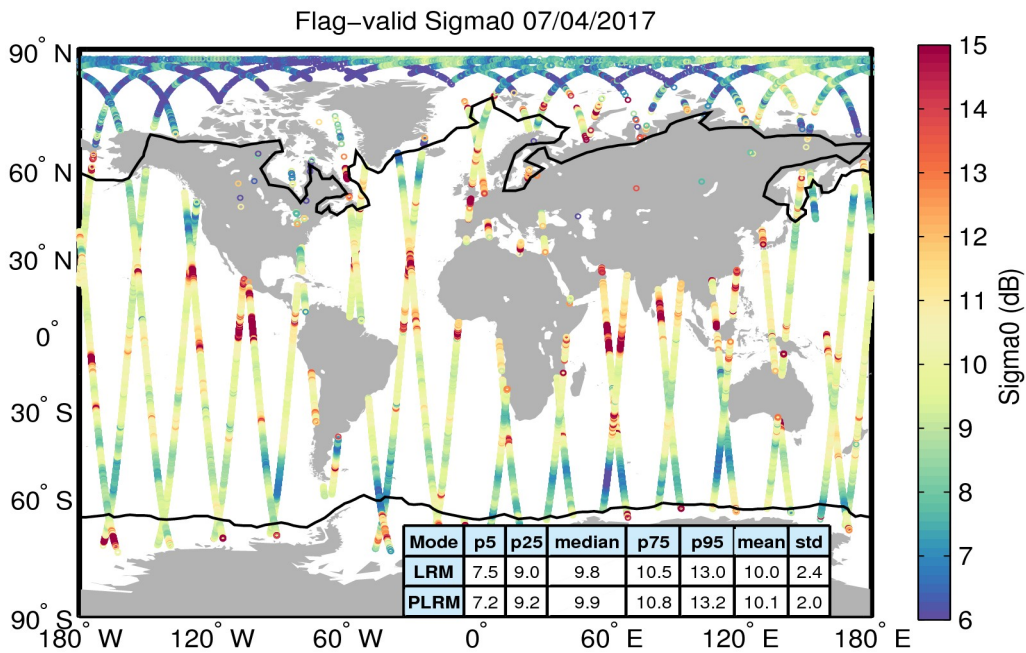 Flag−valid Sigma0 07/04/2017
90° N
60° N
30° N
0°
30° S
60° S
90° S
180° W
120° W
60° W
0°
60° E
120° E
180° E
Mode p5 p25 median p75 p95 mean std
LRM 7.5 9.0 9.8 10.5 13.0 10.0 2.4
PLRM 7.2 9.2 9.9 10.8 13.2 10.1 2.0
15
14
13
12
11
10
9
8
7
6
Sigma0 (dB)